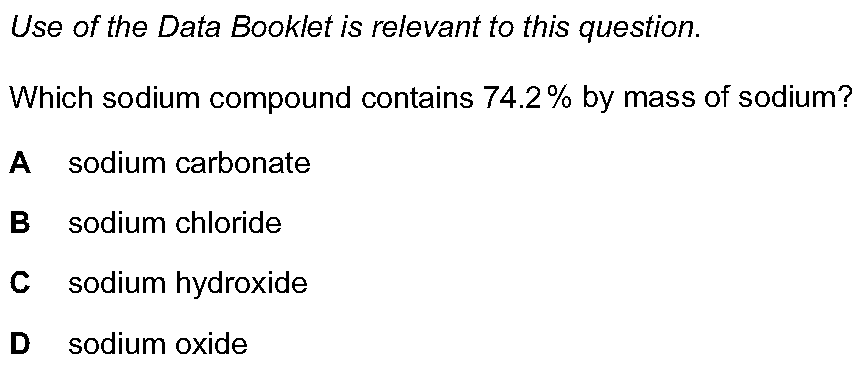 Use of the Data Booklet is relevant to this question.
Which sodium compound contains 74.2% by mass of sodium?
A sodium carbonate
B sodium chloride
C sodium hydroxide
D sodium oxide